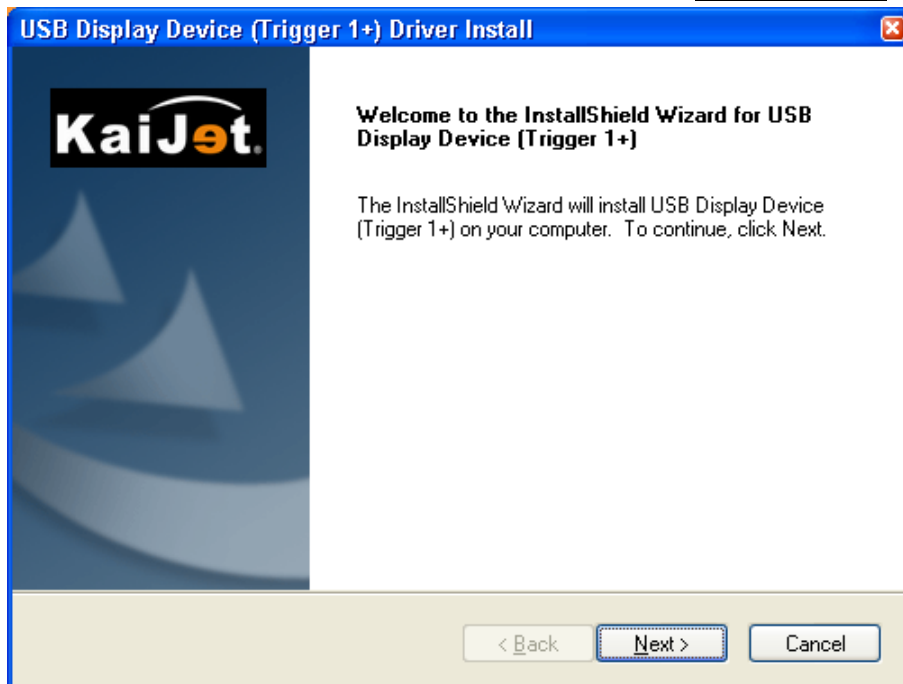 USB Display Device (Trigger 1+) Driver Install
KaiJet.
Welcome to the InstallShield Wizard for USB
Display Device (Trigger 1+)
The InstallShield Wizard will install USB Display Device
(Trigger 1+) on your computer. To continue, click Next.
< Back
Next >
Cancel